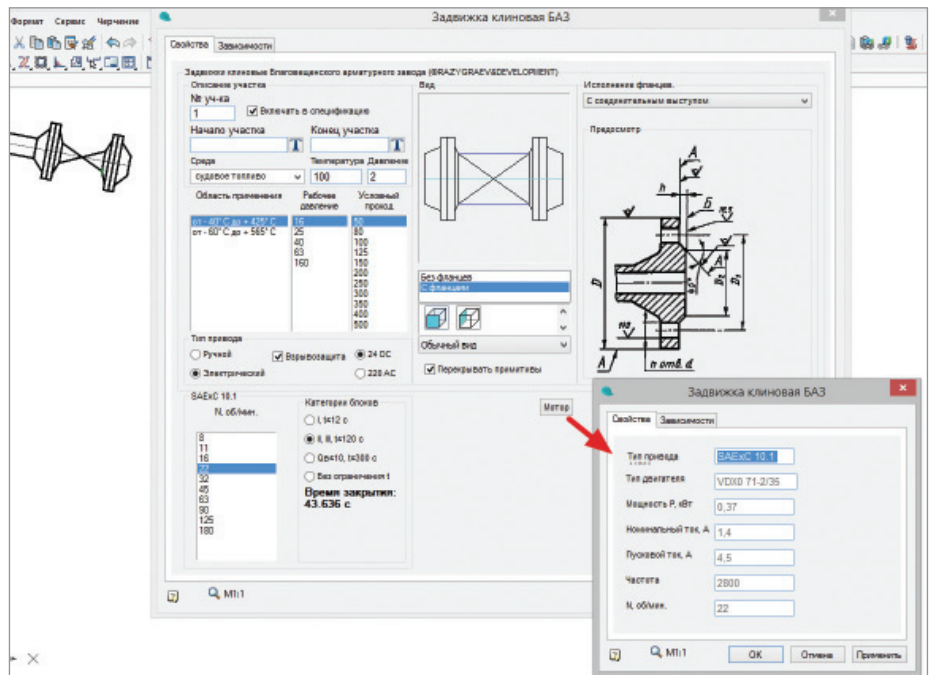 Формат Сервис Черчение
Задвижка клиновая БАЗ
Свойства Зависимости
Задвижки клиновые Благовещенского арматурного завода (@RAZYGRAEV&DEVELOPMENT)
Описание участка
№ уч-ка
1
Включать в спецификацию
Начало участка Конец участка
Среда Температура Давление
судовое топливо 100 2
Область применения Рабочее давление Условный проход
от - 40° С до + 425° С
от - 60° С до + 565° С
16
25
40
63
160
50
80
100
125
150
200
250
300
350
400
500
Тип привода
Ручной
Электрический
Взрывозащита
24 DC
220 AC
Вид
Без фланцев
С фланцами
Обычный вид
Перекрывать примитивы
Исполнение фланцев.
С соединительным выступом
Предосмотр
А
h
Б
D
А
D₂
D₁
А
n отв. d
SAExC 10.1
N, об/мин.
8
11
16
22
32
45
63
90
125
180
Категории блоков
I, t<12 с
II, III, t<120 с
QБ<10, t<300 с
Без ограничения t
Время закрытия:
43.636 с
Мотор
М1:1
Задвижка клиновая БАЗ
Свойства Зависимости
Тип привода SAExC 10.1
Тип двигателя VDX0 71-2/35
Мощность P, кВт 0,37
Номинальный ток, А 1,4
Пусковой ток, А 4,5
Частота 2800
N, об/мин. 22
М1:1 ОК Отмена Применить